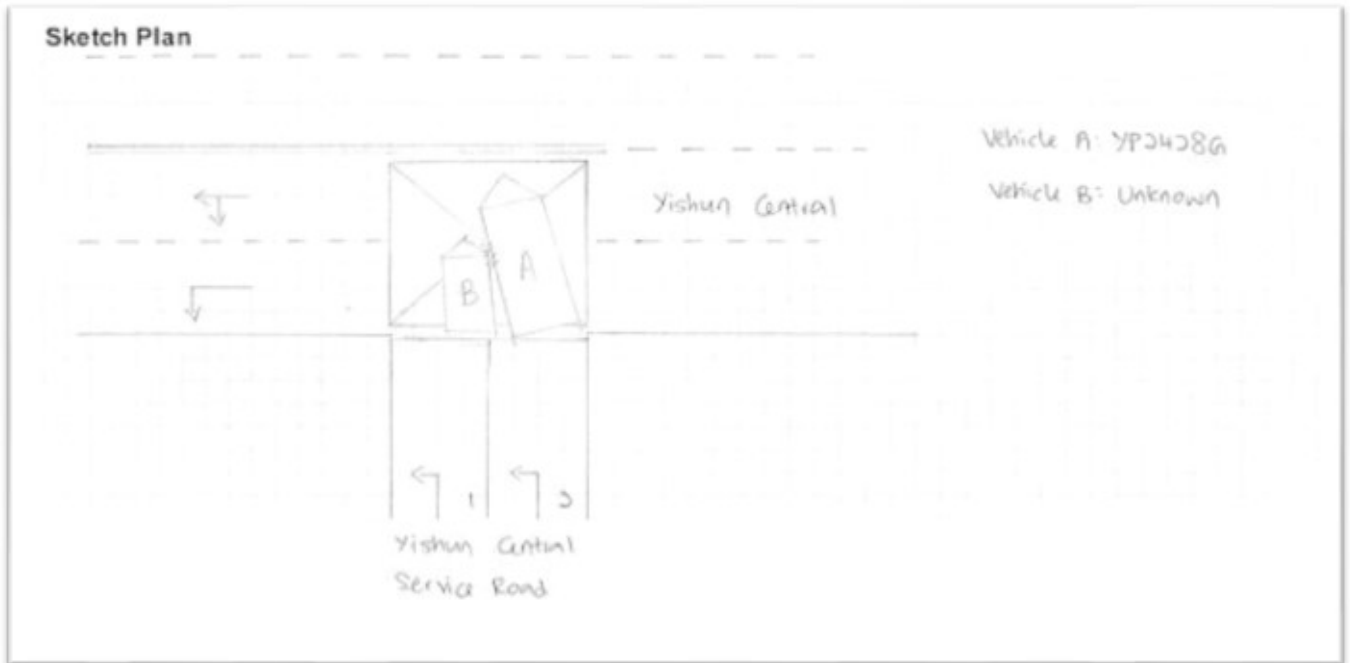 Sketch Plan
Vehicle A: YP2428G
Vehicle B: Unknown
Yishun Central
A
B
1 2
Yishun Central
Service Road